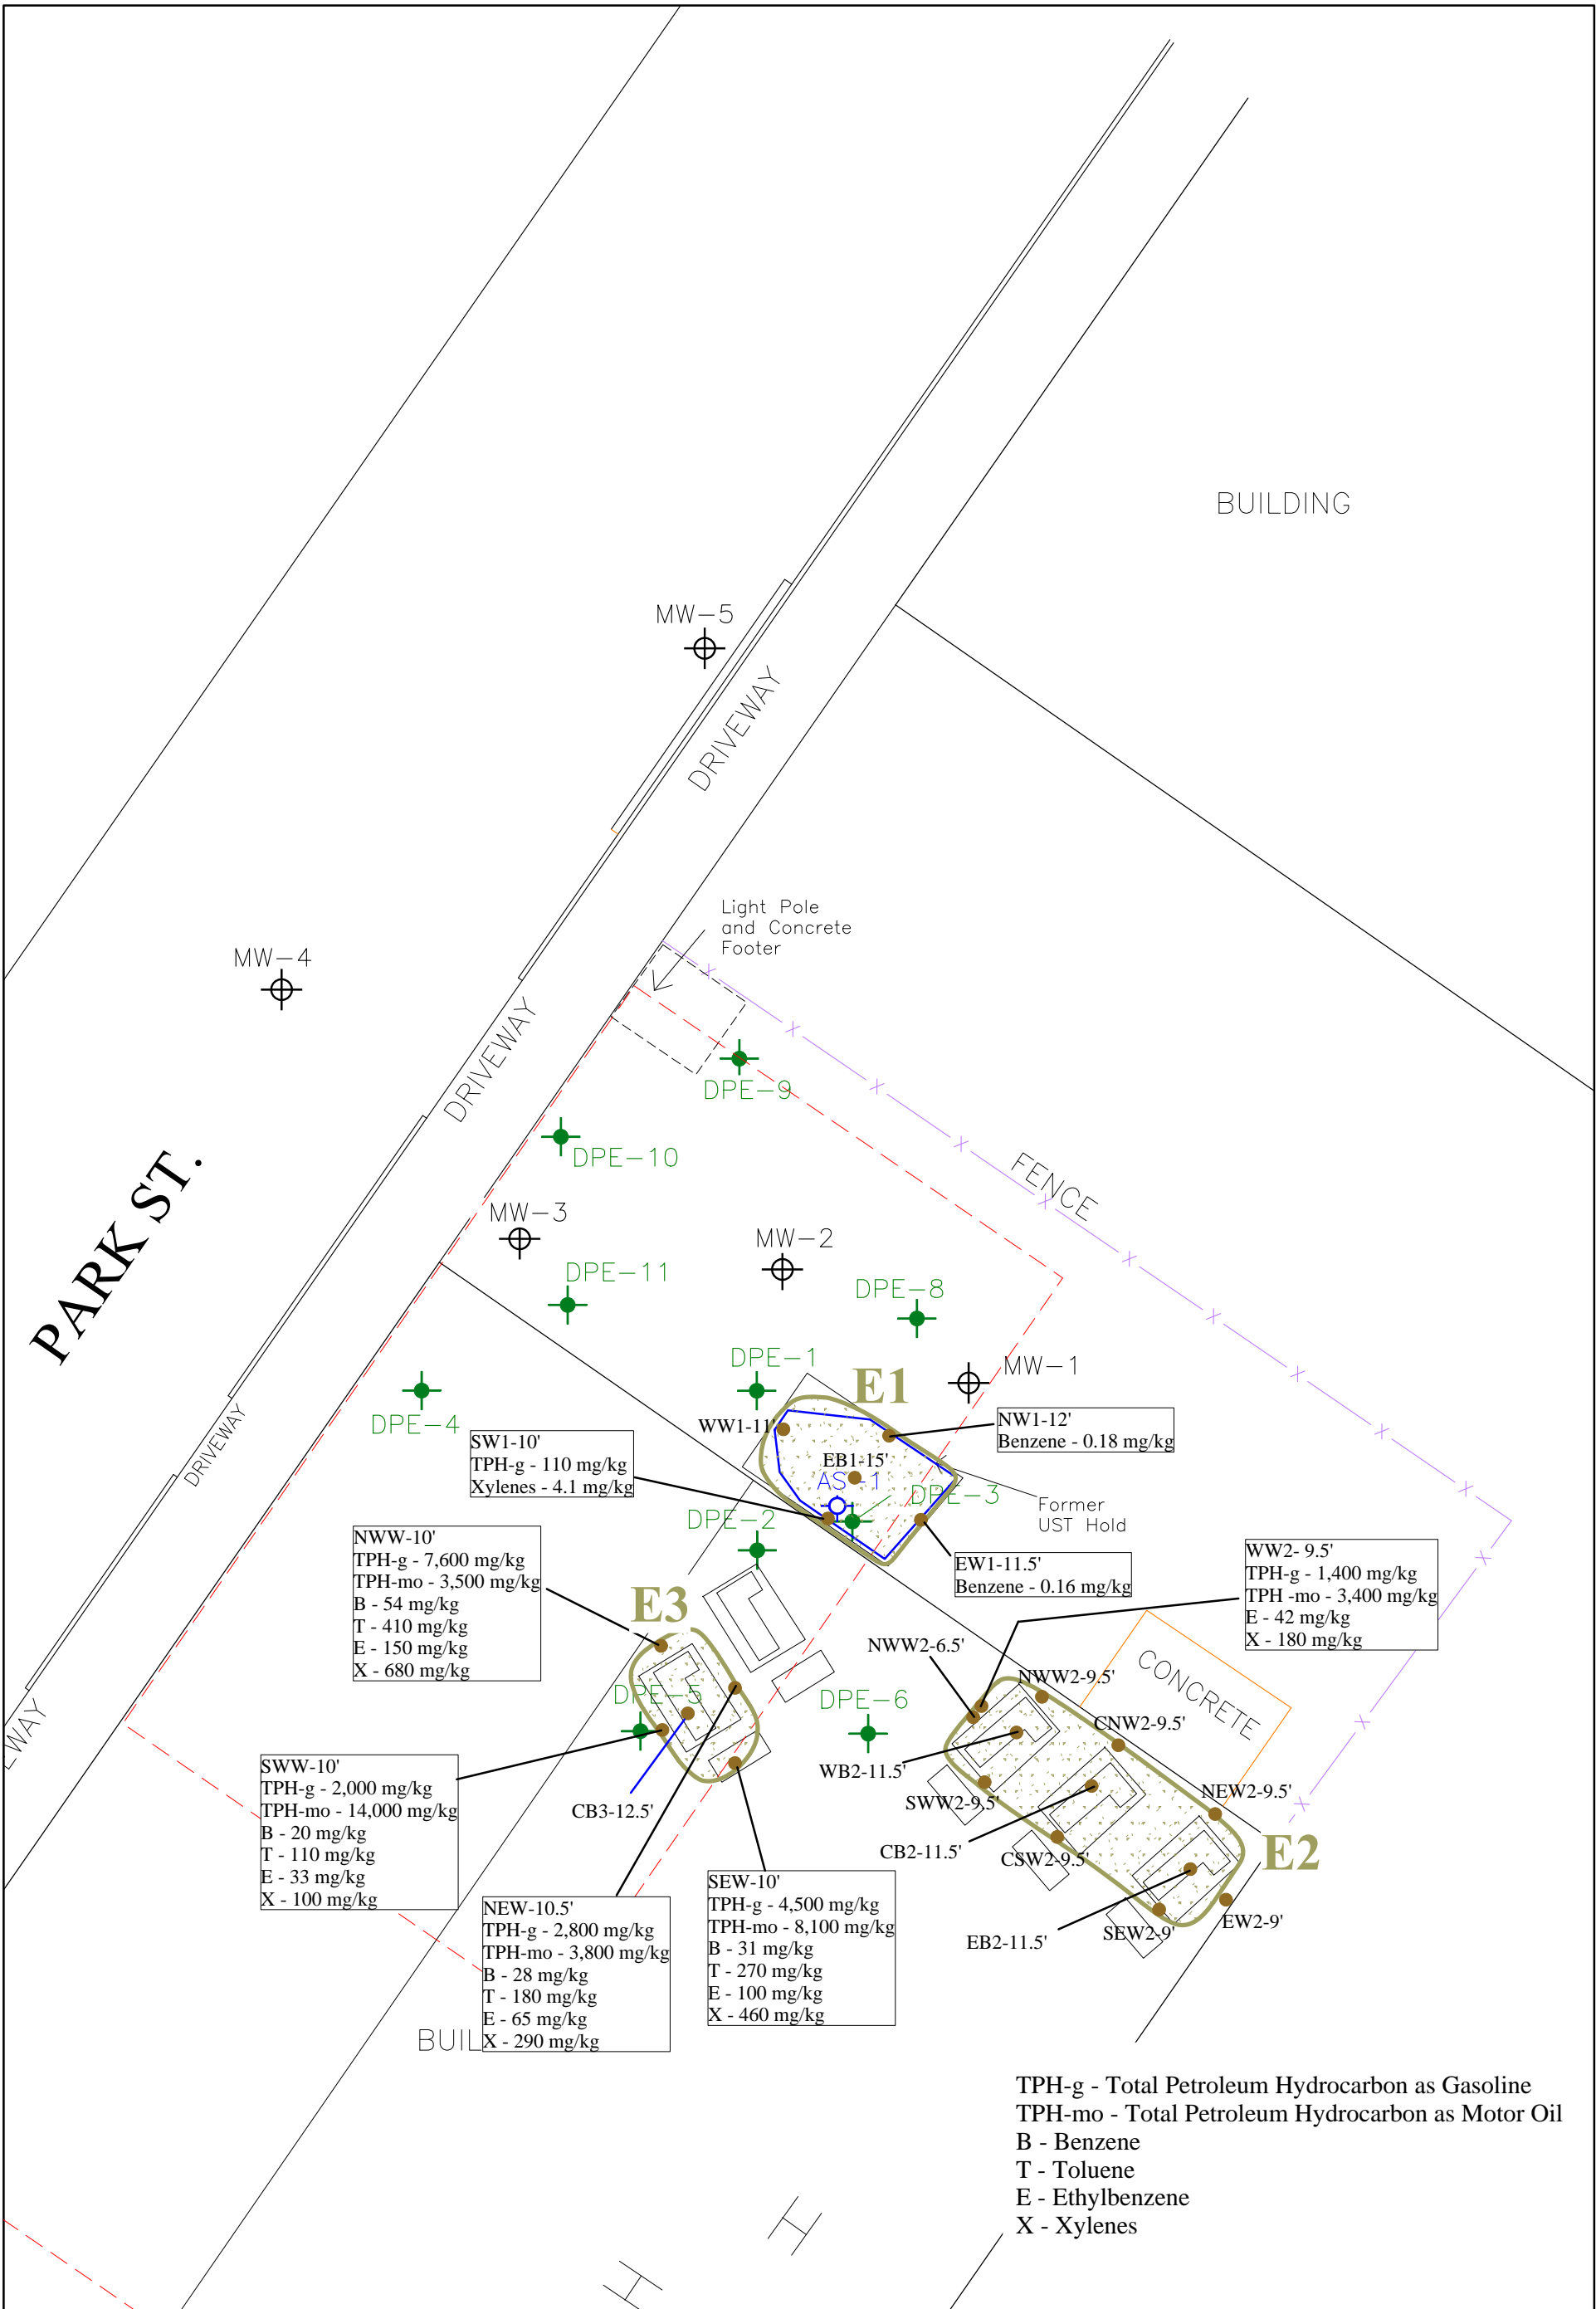 BUILDING
MW-5
DRIVEWAY
Light Pole
and Concrete
Footer
MW-4
DRIVEWAY
DPE-9
DPE-10
FENCE
PARK ST.
MW-3
MW-2
DPE-11
DPE-8
DPE-1
MW-1
E1
DPE-4
DRIVEWAY
WW1-11'
NW1-12'
Benzene - 0.18 mg/kg
SW1-10'
TPH-g - 110 mg/kg
Xylenes - 4.1 mg/kg
EB1-15'
AS-1
DPE-3
Former
UST Hold
DPE-2
NWW-10'
TPH-g - 7,600 mg/kg
TPH-mo - 3,500 mg/kg
B - 54 mg/kg
T - 410 mg/kg
E - 150 mg/kg
X - 680 mg/kg
EW1-11.5'
Benzene - 0.16 mg/kg
WW2- 9.5'
TPH-g - 1,400 mg/kg
TPH -mo - 3,400 mg/kg
E - 42 mg/kg
X - 180 mg/kg
E3
NWW2-6.5'
NWW2-9.5'
CONCRETE
DPE-5
DPE-6
CNW2-9.5'
WAY
WB2-11.5'
SWW2-9.5'
NEW2-9.5'
SWW-10'
TPH-g - 2,000 mg/kg
TPH-mo - 14,000 mg/kg
B - 20 mg/kg
T - 110 mg/kg
E - 33 mg/kg
X - 100 mg/kg
CB3-12.5'
CB2-11.5'
CSW2-9.5'
E2
NEW-10.5'
TPH-g - 2,800 mg/kg
TPH-mo - 3,800 mg/kg
B - 28 mg/kg
T - 180 mg/kg
E - 65 mg/kg
X - 290 mg/kg
SEW-10'
TPH-g - 4,500 mg/kg
TPH-mo - 8,100 mg/kg
B - 31 mg/kg
T - 270 mg/kg
E - 100 mg/kg
X - 460 mg/kg
EB2-11.5'
SEW2-9'
EW2-9'
BUIL
TPH-g - Total Petroleum Hydrocarbon as Gasoline
TPH-mo - Total Petroleum Hydrocarbon as Motor Oil
B - Benzene
T - Toluene
E - Ethylbenzene
X - Xylenes